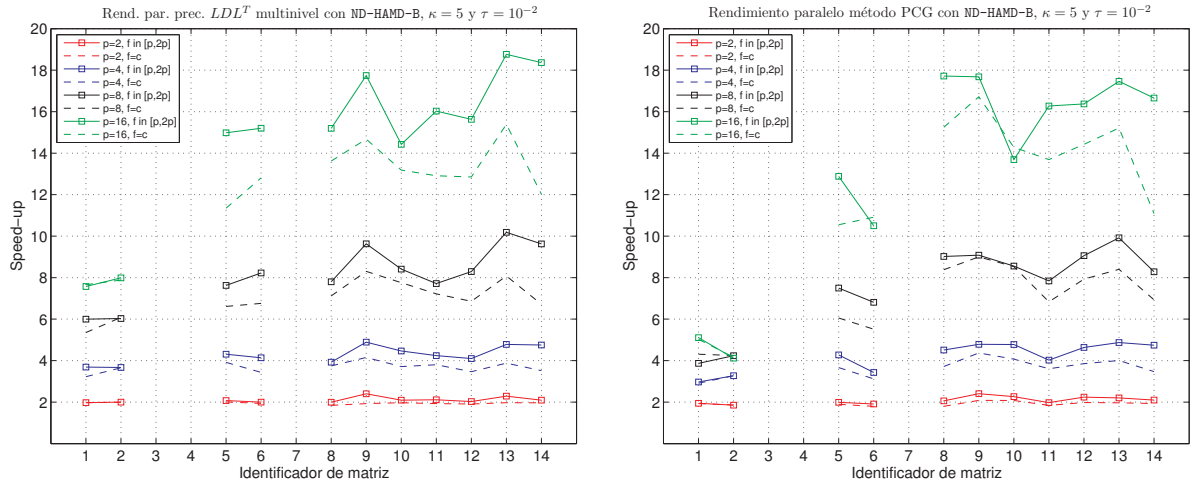 Rend. par. prec. LDL^T multinivel con ND-HAMD-B, κ = 5 y τ = 10^−2
20
18
16
14
12
10
8
6
4
2
Speed−up
p=2, f in [p,2p]
p=2, f=c
p=4, f in [p,2p]
p=4, f=c
p=8, f in [p,2p]
p=8, f=c
p=16, f in [p,2p]
p=16, f=c
1 2 3 4 5 6 7 8 9 10 11 12 13 14
Identificador de matriz
Rendimiento paralelo método PCG con ND-HAMD-B, κ = 5 y τ = 10^−2
20
18
16
14
12
10
8
6
4
2
Speed−up
p=2, f in [p,2p]
p=2, f=c
p=4, f in [p,2p]
p=4, f=c
p=8, f in [p,2p]
p=8, f=c
p=16, f in [p,2p]
p=16, f=c
1 2 3 4 5 6 7 8 9 10 11 12 13 14
Identificador de matriz